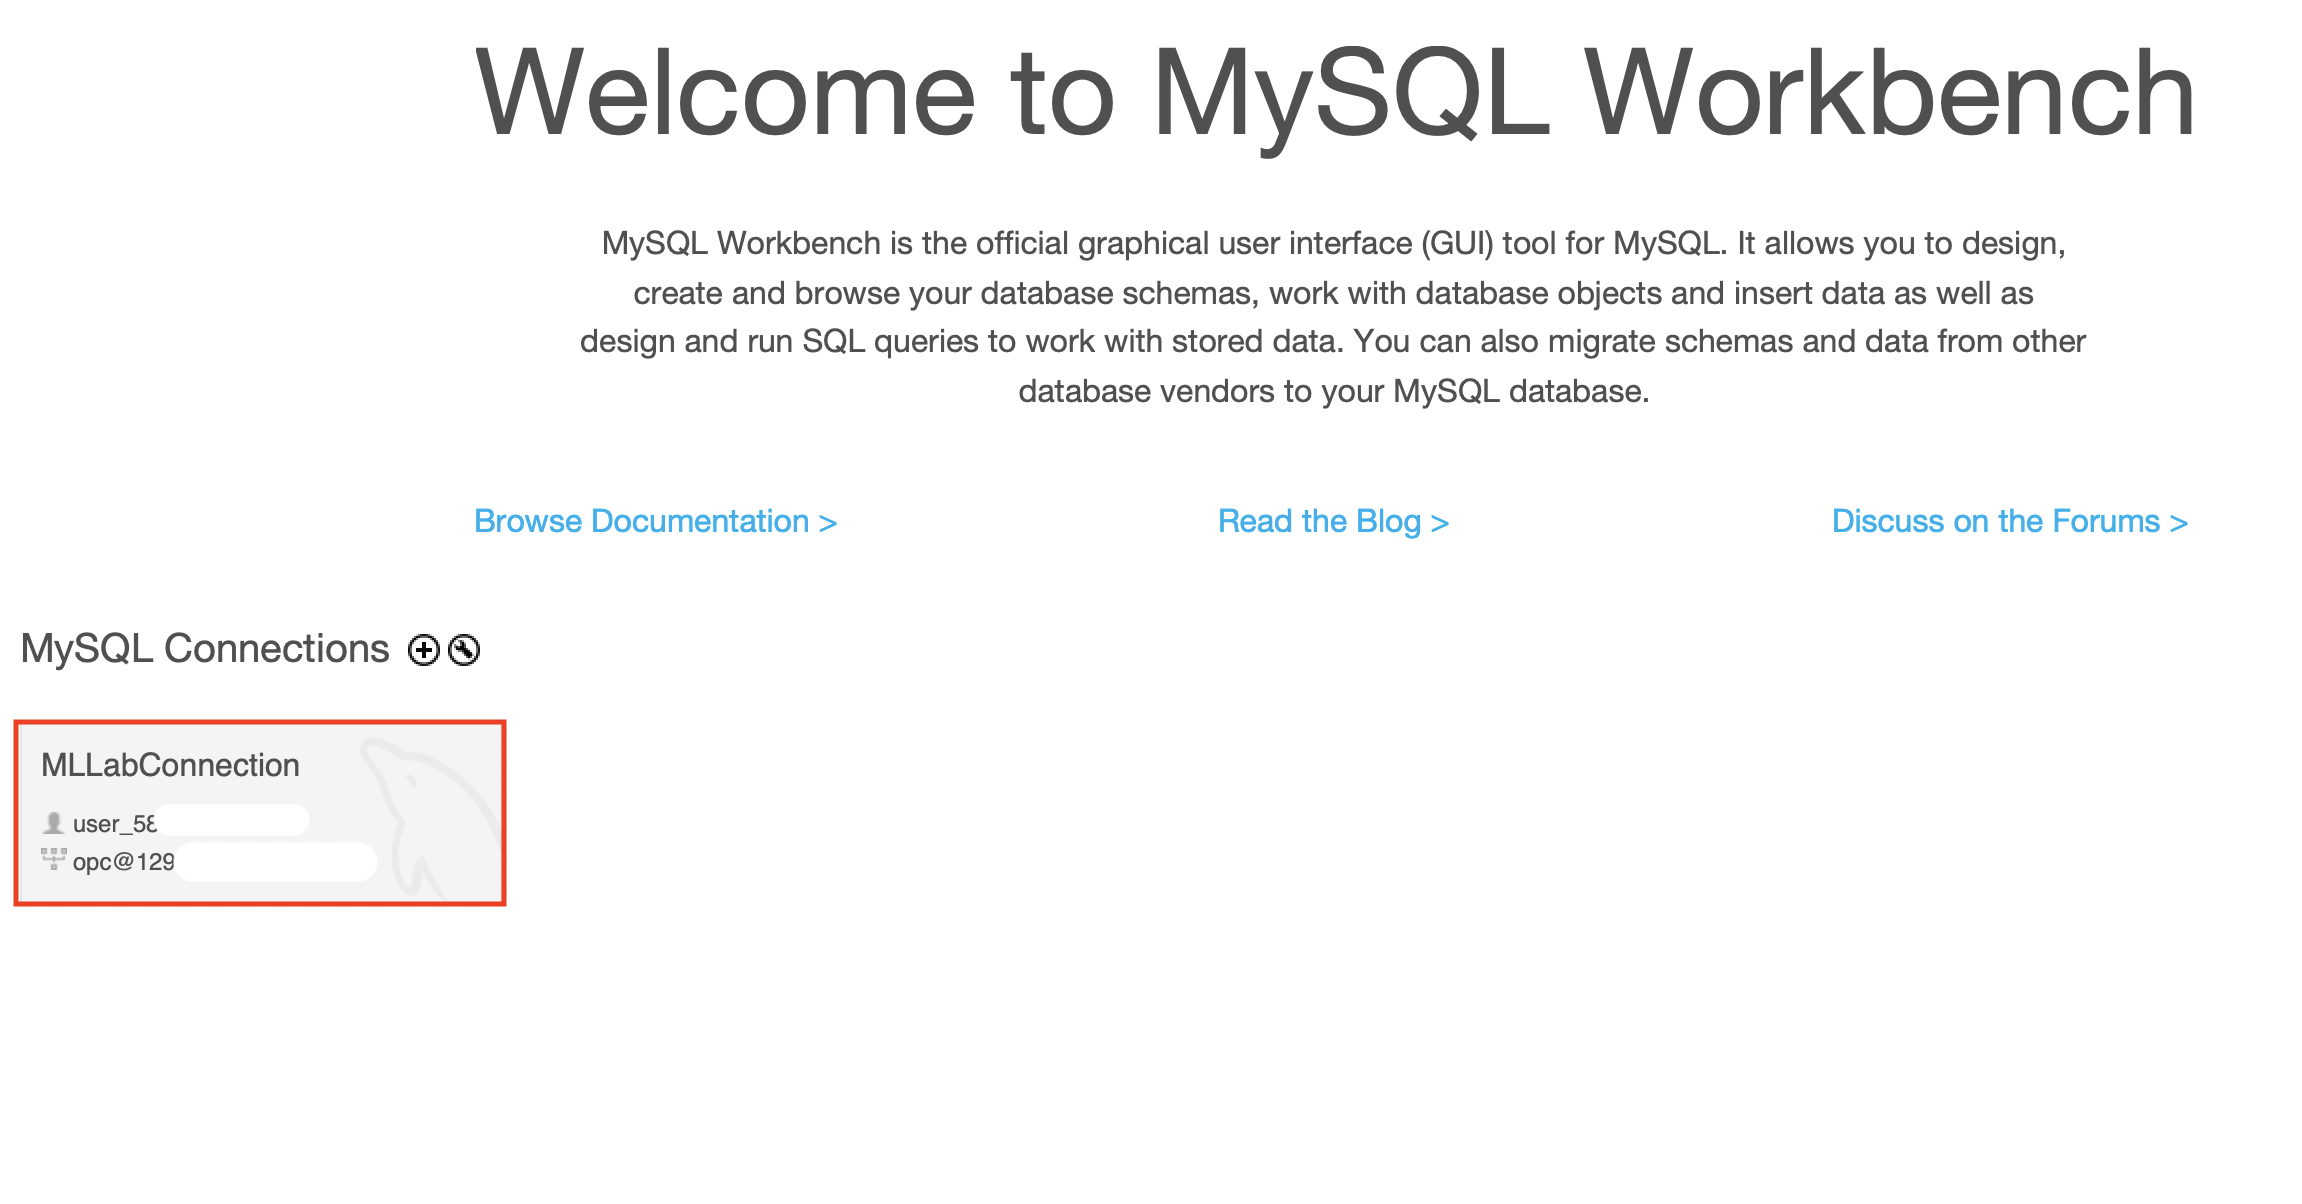 Welcome to MySQL Workbench
MySQL Workbench is the official graphical user interface (GUI) tool for MySQL. It allows you to design,
create and browse your database schemas, work with database objects and insert data as well as
design and run SQL queries to work with stored data. You can also migrate schemas and data from other
database vendors to your MySQL database.
Browse Documentation > Read the Blog > Discuss on the Forums >
MySQL Connections
MLLabConnection
user_58
opc@129